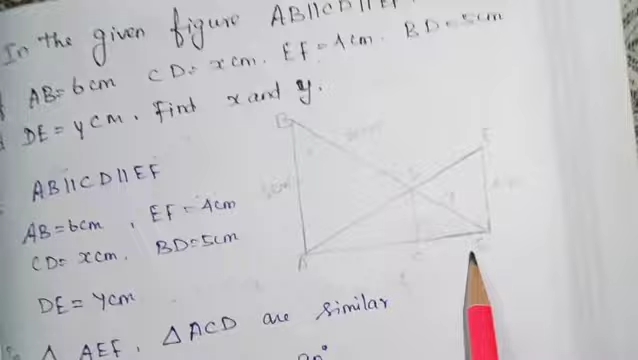 In the given figure AB||CD||EF
AB=6cm CD= xcm. EF=4cm. BD=5cm
DE=ycm, find x and y.
AB||CD||EF
AB=6cm, EF=4cm
CD= xcm. BD=5cm
DE= ycm
B
E
A
C
Δ AEF, ΔACD are similar